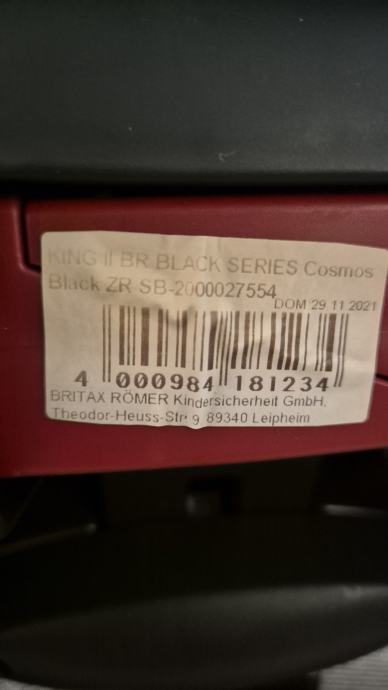 KING II BR BLACK SERIES Cosmos
Black ZR SB-2000027554
DOM 29.11.2021
4 000984 181234
BRITAX RÖMER Kindersicherheit GmbH.
Theodor-Heuss-Str 9 89340 Leipheim